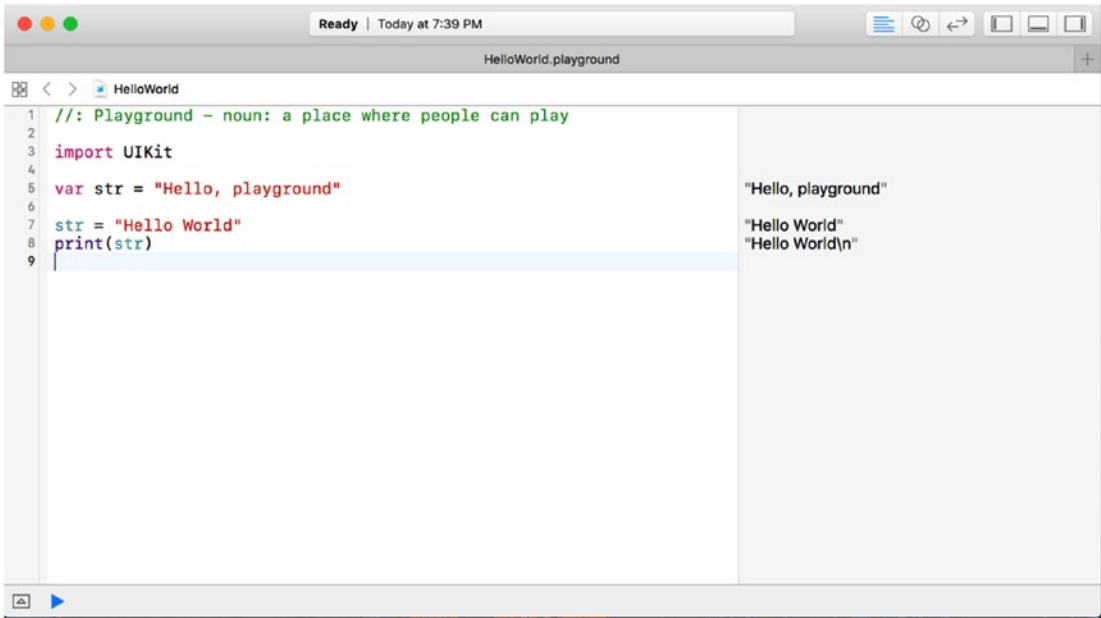 Ready | Today at 7:39 PM
HelloWorld.playground
HelloWorld
1 //: Playground – noun: a place where people can play
2
3 import UIKit
4
5 var str = "Hello, playground" "Hello, playground"
6
7 str = "Hello World" "Hello World"
8 print(str) "Hello World\n"
9